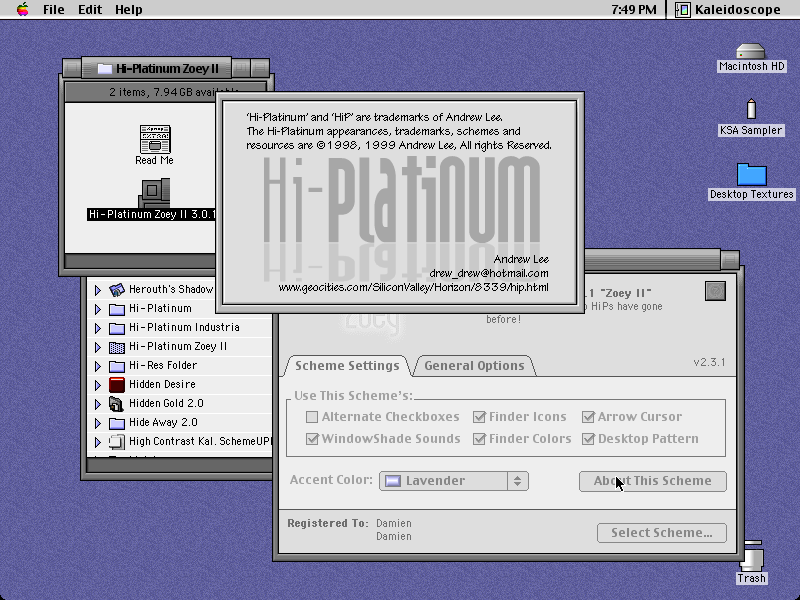 File Edit Help
7:49 PM
Kaleidoscope
Hi-Platinum Zoey II
2 items, 7.94 GB
Read Me
Hi-Platinum Zoey II 3.0.1
'Hi-Platinum' and 'HiP' are trademarks of Andrew Lee.
The Hi-Platinum appearances, trademarks, schemes and
resources are ©1998, 1999 Andrew Lee, All rights Reserved.
Hi-Platinum
Andrew Lee
drew_drew@hotmail.com
www.geocities.com/SiliconValley/Horizon/8339/hip.html
Macintosh HD
KSA Sampler
Desktop Textures
Trash
Herouth's Shadow
Hi-Platinum
Hi-Platinum Industria
Hi-Platinum Zoey II
Hi-Res Folder
Hidden Desire
Hidden Gold 2.0
Hide Away 2.0
High Contrast Kal. SchemeUPI
.1 "Zoey II"
HiPs have gone
before!
zoey
v2.3.1
Scheme Settings
General Options
Use This Scheme's:
Alternate Checkboxes
Finder Icons
Arrow Cursor
WindowShade Sounds
Finder Colors
Desktop Pattern
Accent Color:
Lavender
About This Scheme
Registered To: Damien
Damien
Select Scheme...